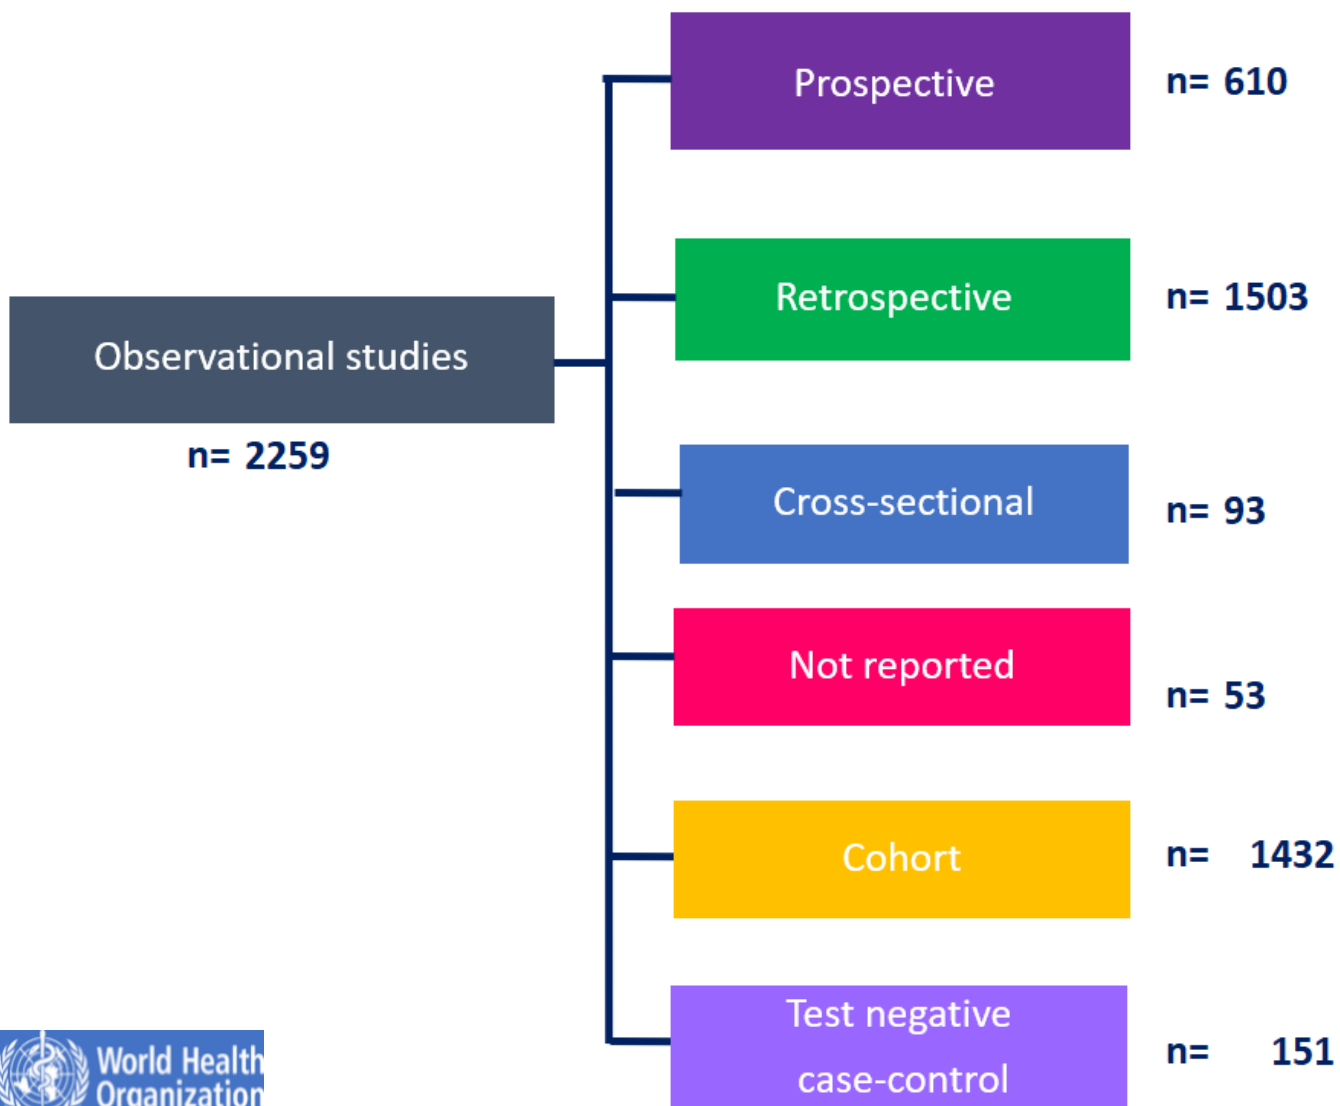 Prospective
n= 610
Retrospective
n= 1503
Observational studies
n= 2259
Cross-sectional
n= 93
Not reported
n= 53
Cohort
n= 1432
Test negative
case-control
n= 151
World Health
Organization